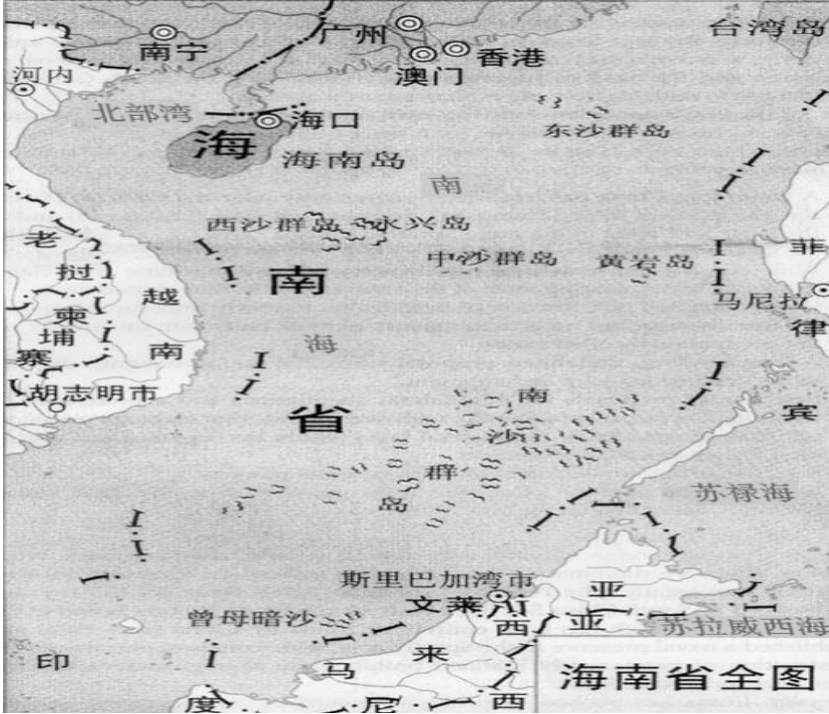 广州
台湾岛
南宁
香港
澳门
河内
北部湾
海口
东沙群岛
海
海南岛
南
西沙群岛
永兴岛
老
中沙群岛
黄岩岛
菲
挝
南
越
马尼拉
柬
律
埔
海
南
寨
胡志明市
南
宾
省
沙
群
苏禄海
岛
斯里巴加湾市
亚
文莱
曾母暗沙
西
亚
苏拉威西海
来
印
马
海南省全图
西
尼
度